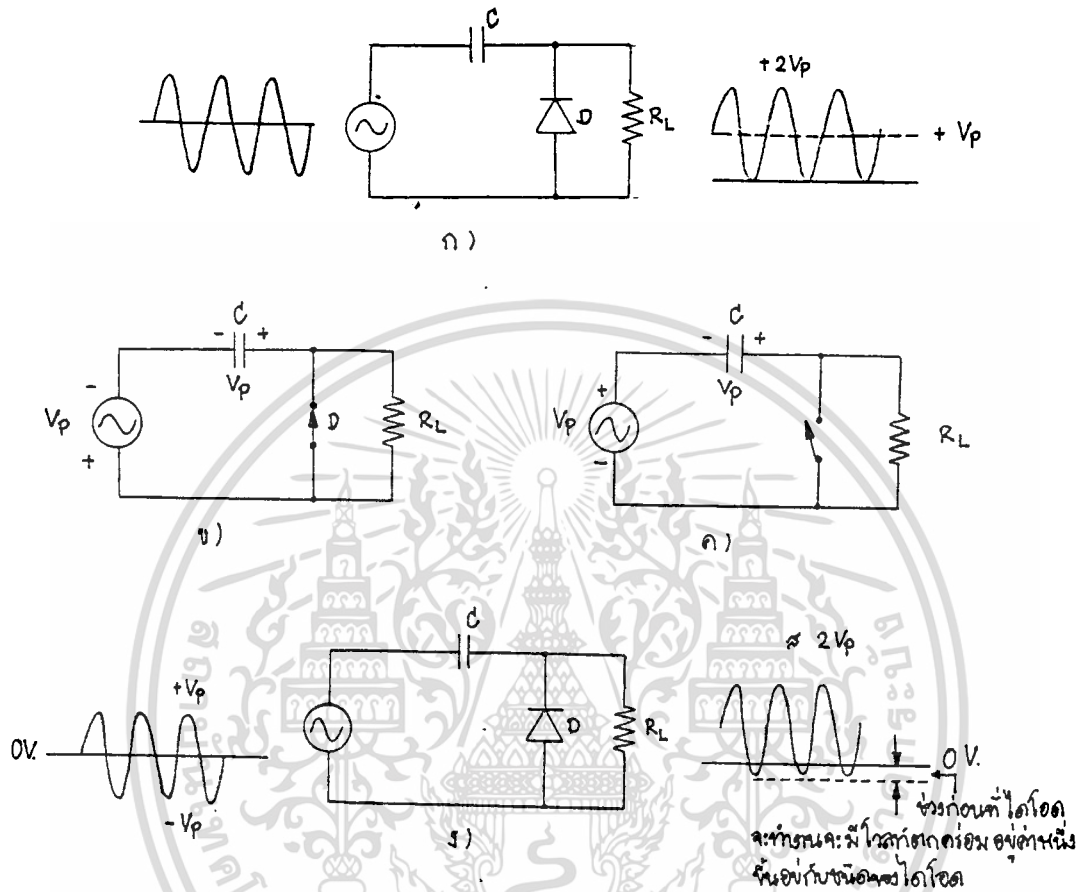 C
D
R_L
+2Vp
+ Vp
ก)
C
- +
Vp
-
Vp
+
D
R_L
ข)
C
- +
Vp
+
Vp
-
R_L
ค)
C
D
R_L
0V.
+Vp
-Vp
≈ 2Vp
0 V.
ช่วงก่อนที่ ไดโอด
จะทำงานจะมีโวลท์ตกคร่อม อยู่ค่าหนึ่ง
ขึ้นอยู่กับชนิดของไดโอด
ง)